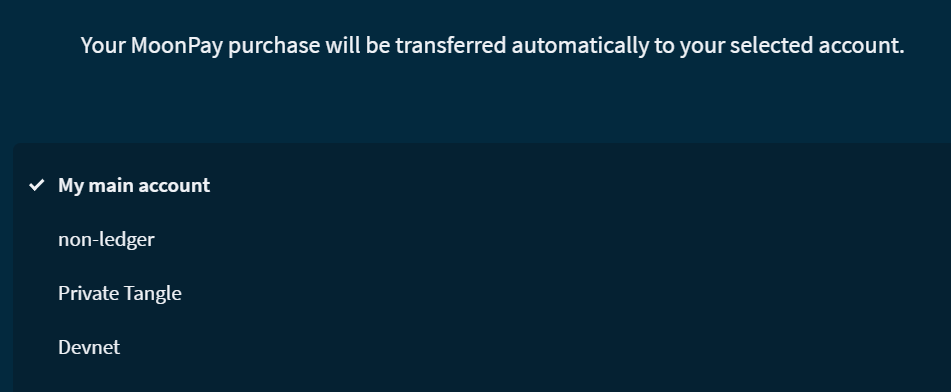 Your MoonPay purchase will be transferred automatically to your selected account.
My main account
non-ledger
Private Tangle
Devnet